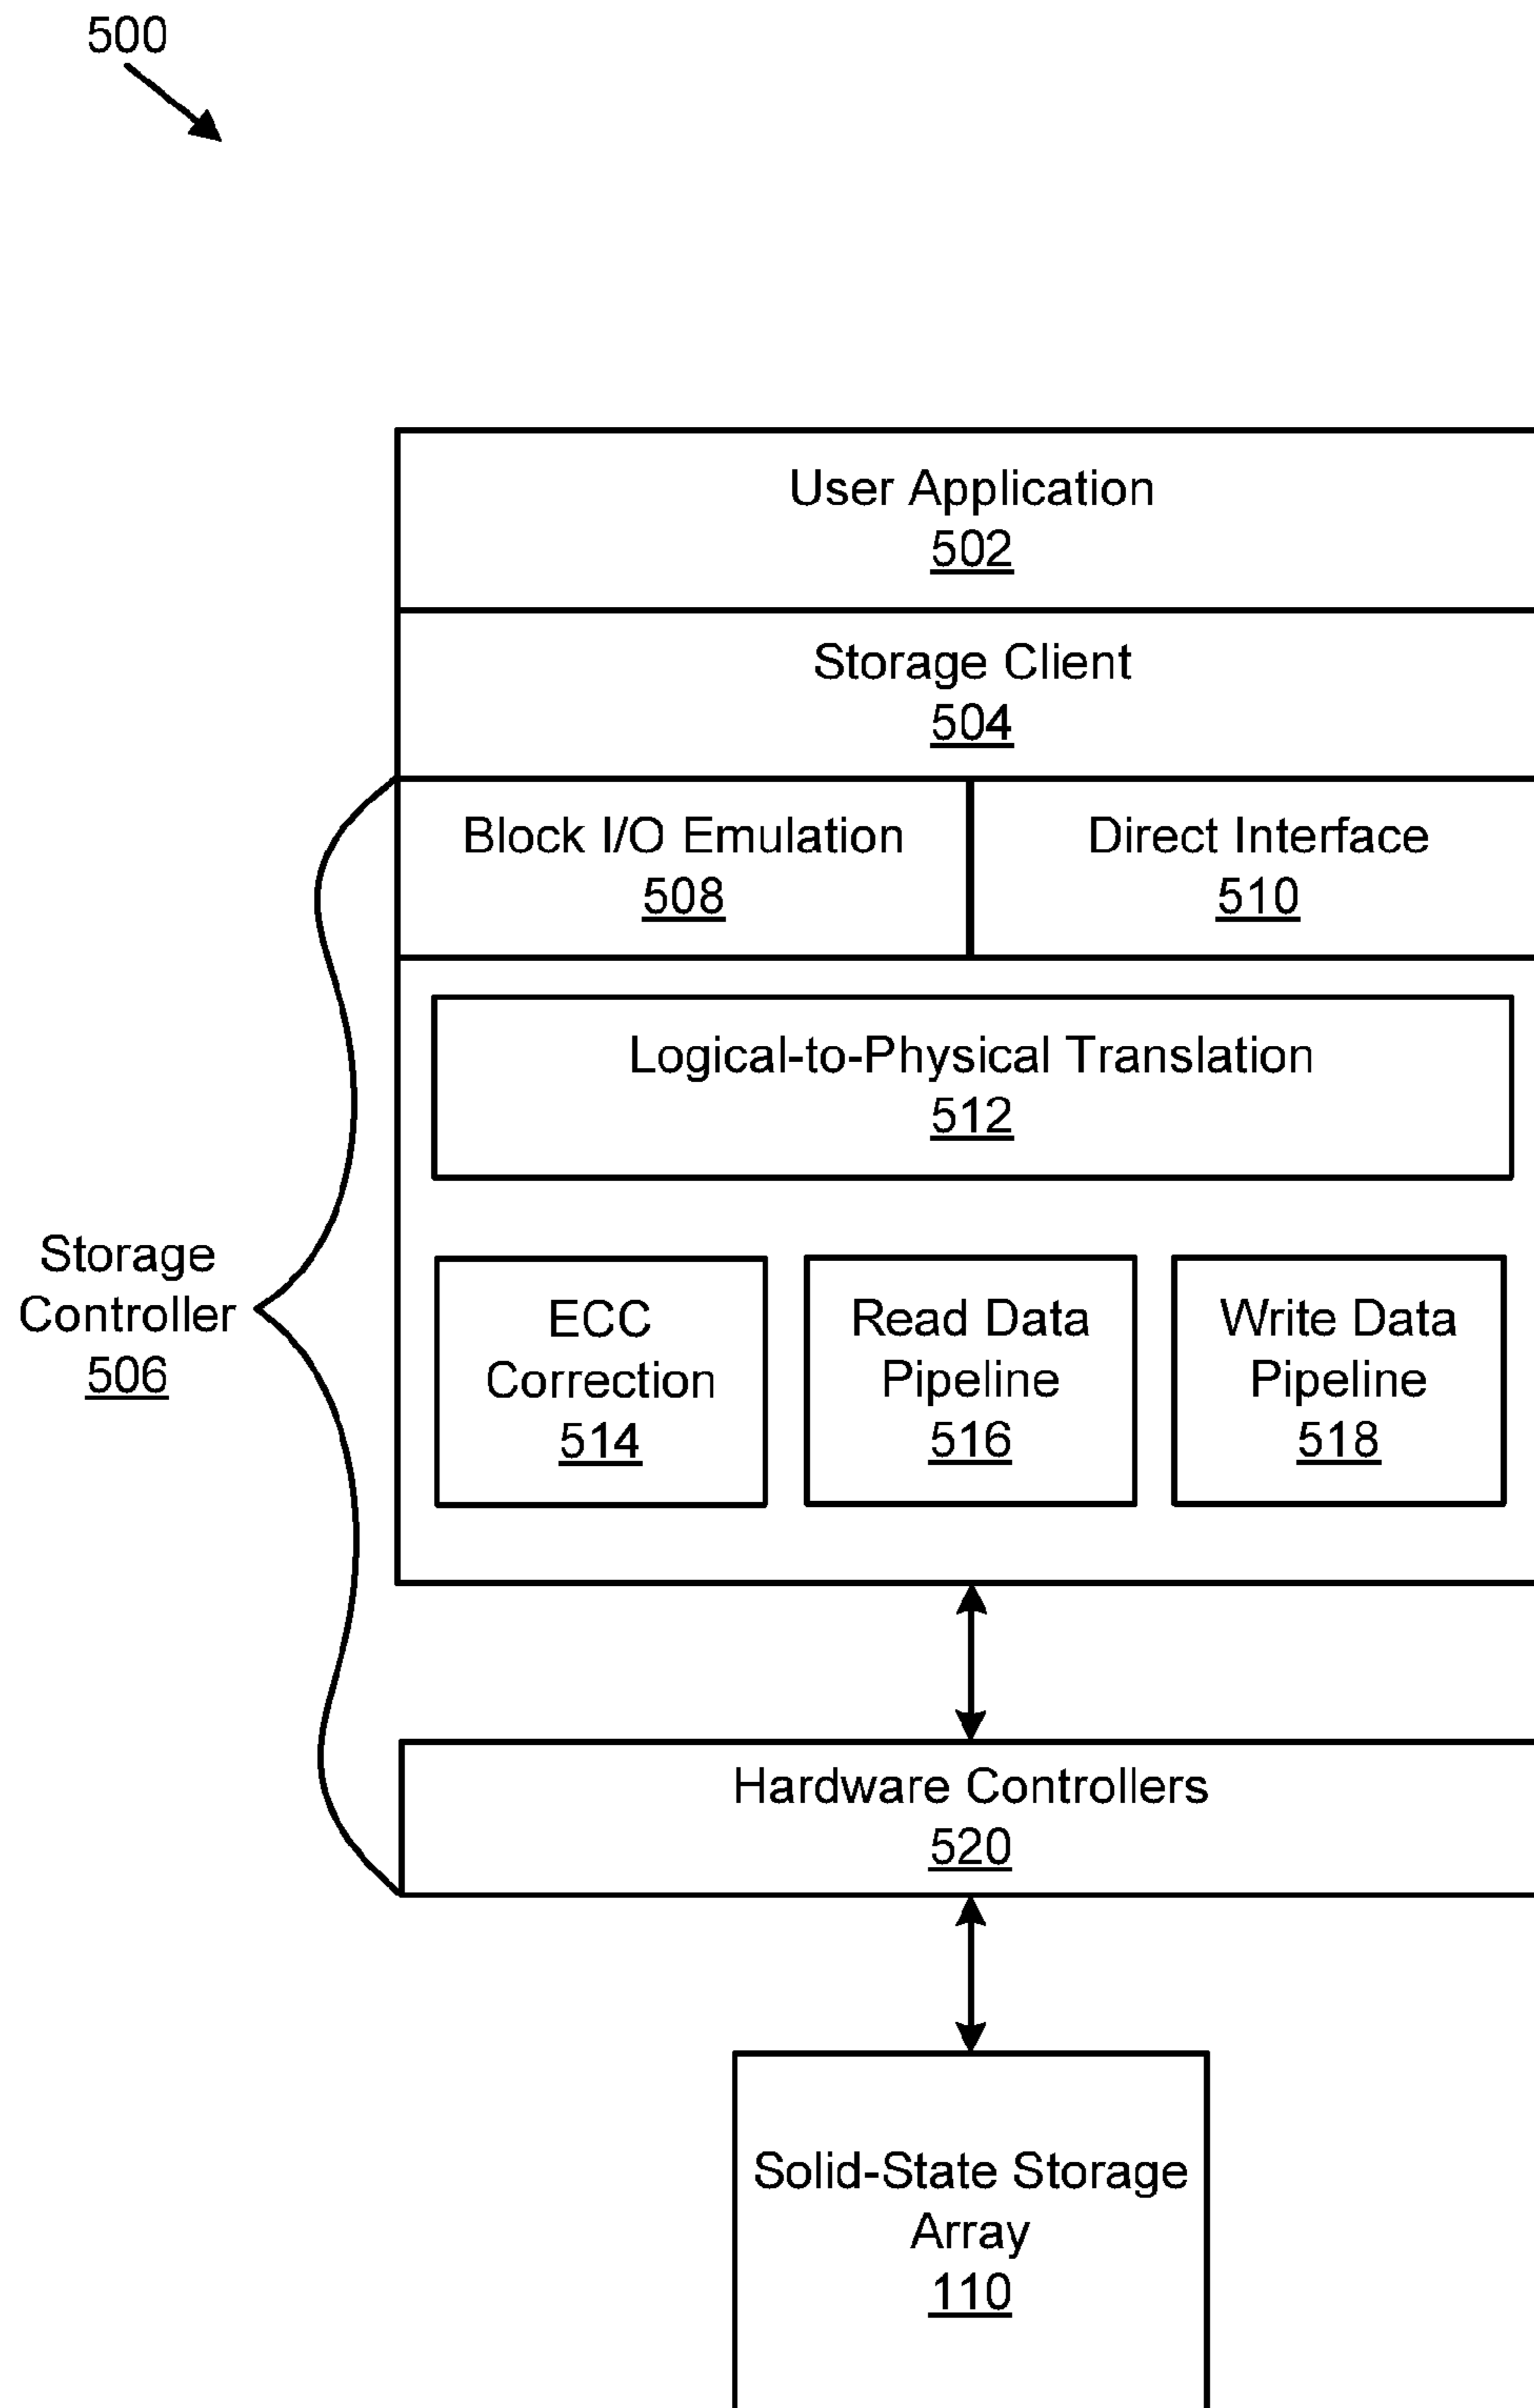 500
User Application
502
Storage Client
504
Block I/O Emulation
508
Direct Interface
510
Logical-to-Physical Translation
512
Storage
Controller
506
ECC
Correction
514
Read Data
Pipeline
516
Write Data
Pipeline
518
Hardware Controllers
520
Solid-State Storage
Array
110